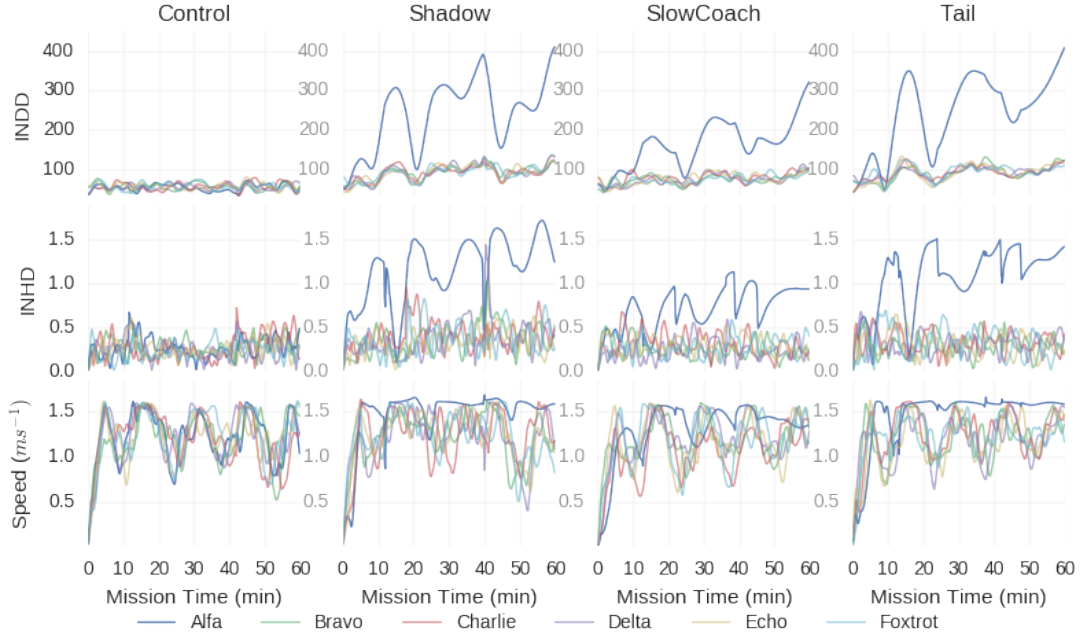 Control Shadow SlowCoach Tail
INDD
400 400 400 400
300 300 300 300
200 200 200 200
100 100 100 100
INHD
1.5 1.5 1.5 1.5
1.0 1.0 1.0 1.0
0.5 0.5 0.5 0.5
0.0 0.0 0.0 0.0
Speed (ms⁻¹)
1.5 1.5 1.5 1.5
1.0 1.0 1.0 1.0
0.5 0.5 0.5 0.5
0 10 20 30 40 50 60 0 10 20 30 40 50 60 0 10 20 30 40 50 60 0 10 20 30 40 50 60
Mission Time (min) Mission Time (min) Mission Time (min) Mission Time (min)
Alfa Bravo Charlie Delta Echo Foxtrot